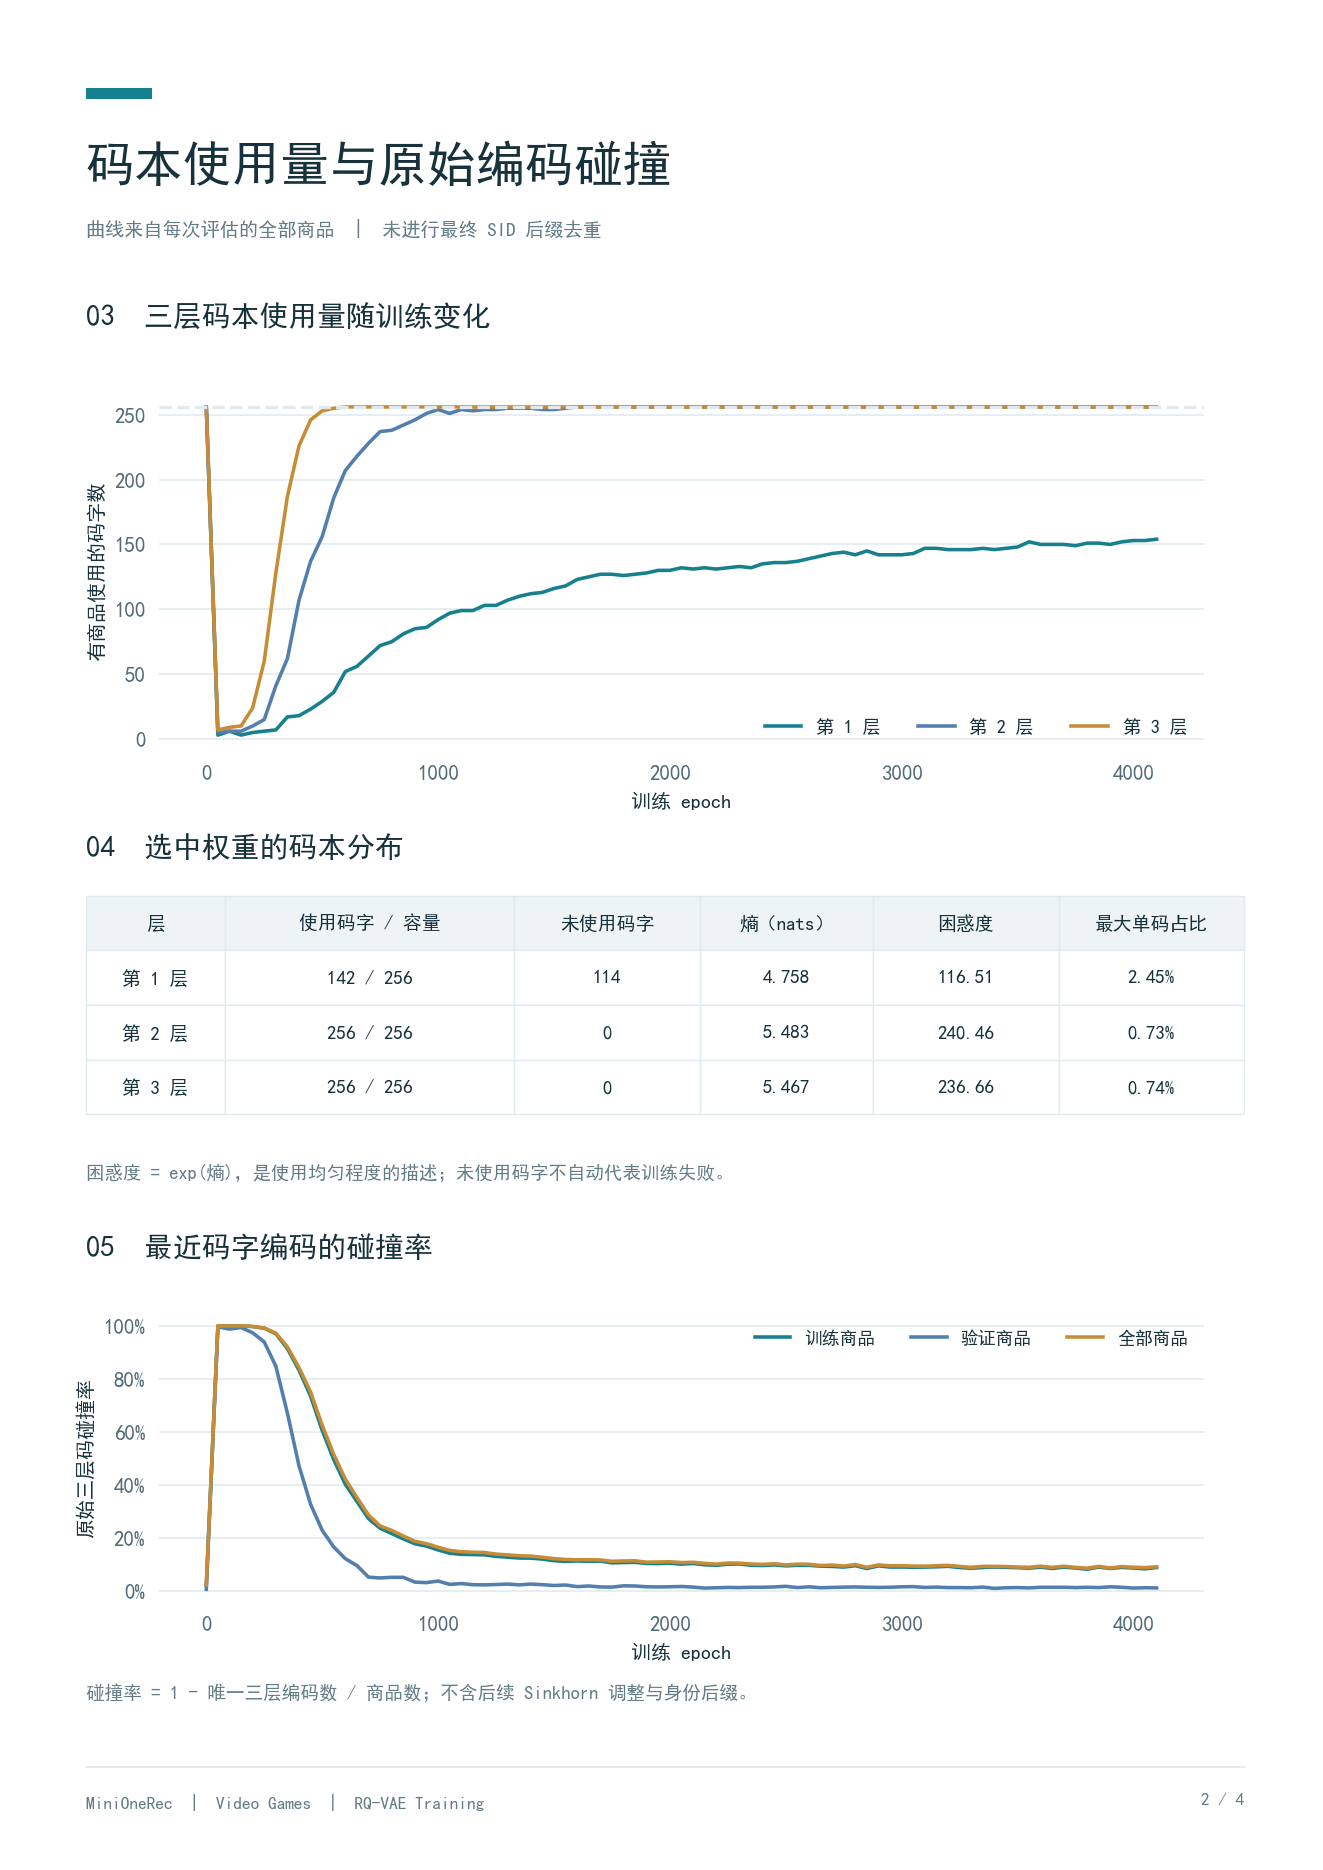 码本使用量与原始编码碰撞
曲线来自每次评估的全部商品 | 未进行最终 SID 后缀去重
03 三层码本使用量随训练变化
有商品使用的码字数
250
200
150
100
50
0
第 1 层 第 2 层 第 3 层
0 1000 2000 3000 4000
训练 epoch
04 选中权重的码本分布
层 使用码字 / 容量 未使用码字 熵（nats） 困惑度 最大单码占比
第 1 层 142 / 256 114 4.758 116.51 2.45%
第 2 层 256 / 256 0 5.483 240.46 0.73%
第 3 层 256 / 256 0 5.467 236.66 0.74%
困惑度 = exp(熵)，是使用均匀程度的描述；未使用码字不自动代表训练失败。
05 最近码字编码的碰撞率
原始三层码碰撞率
100%
80%
60%
40%
20%
0%
训练商品 验证商品 全部商品
0 1000 2000 3000 4000
训练 epoch
碰撞率 = 1 − 唯一三层编码数 / 商品数；不含后续 Sinkhorn 调整与身份后缀。
MiniOneRec | Video Games | RQ-VAE Training
2 / 4